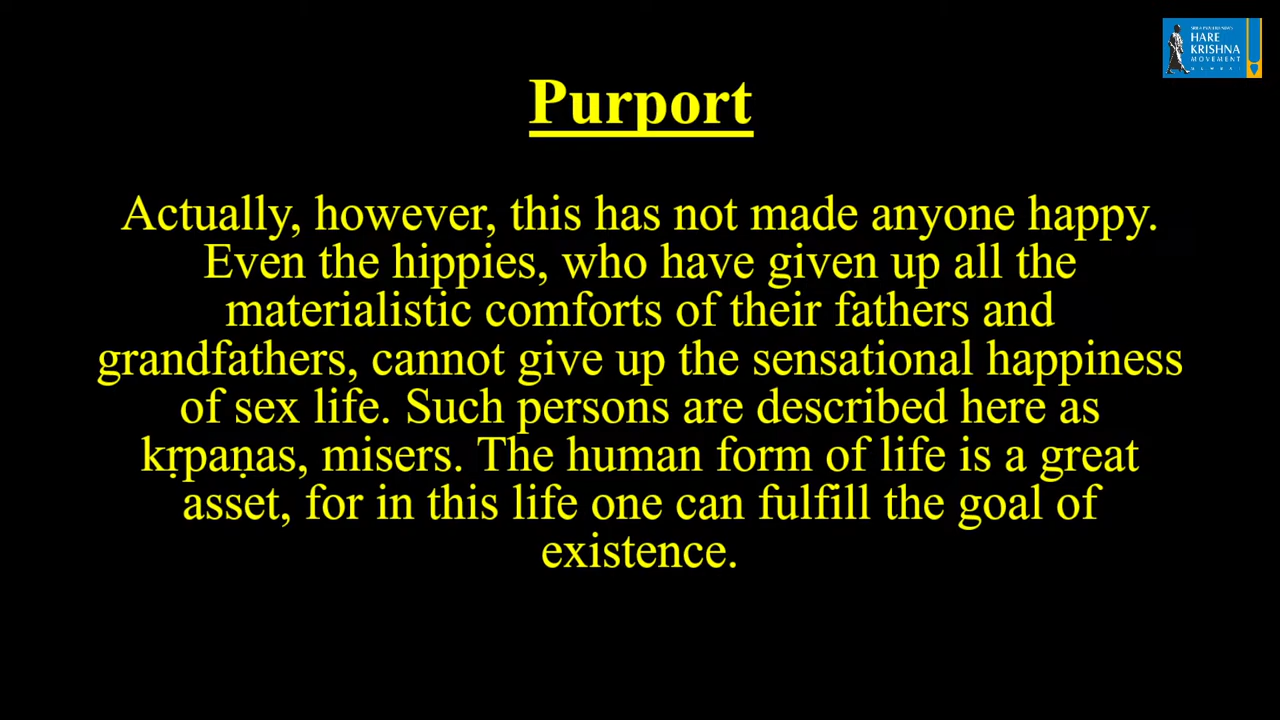 HARE
KRISHNA
MOVEMENT
MUMBAI
Purport
Actually, however, this has not made anyone happy.
Even the hippies, who have given up all the
materialistic comforts of their fathers and
grandfathers, cannot give up the sensational happiness
of sex life. Such persons are described here as
kṛpaṇas, misers. The human form of life is a great
asset, for in this life one can fulfill the goal of
existence.